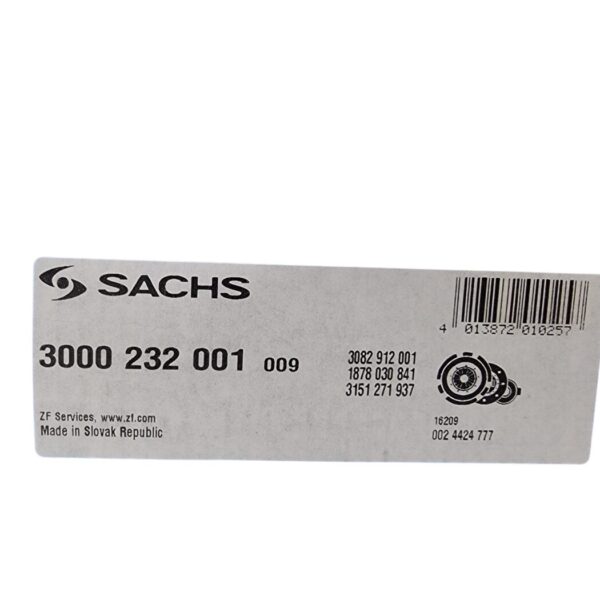 SACHS
4 013872 010257
3000 232 001 009
3082 912 001
1878 030 841
3151 271 937
ZF Services, www.zf.com
Made in Slovak Republic
16209
002 4424 777